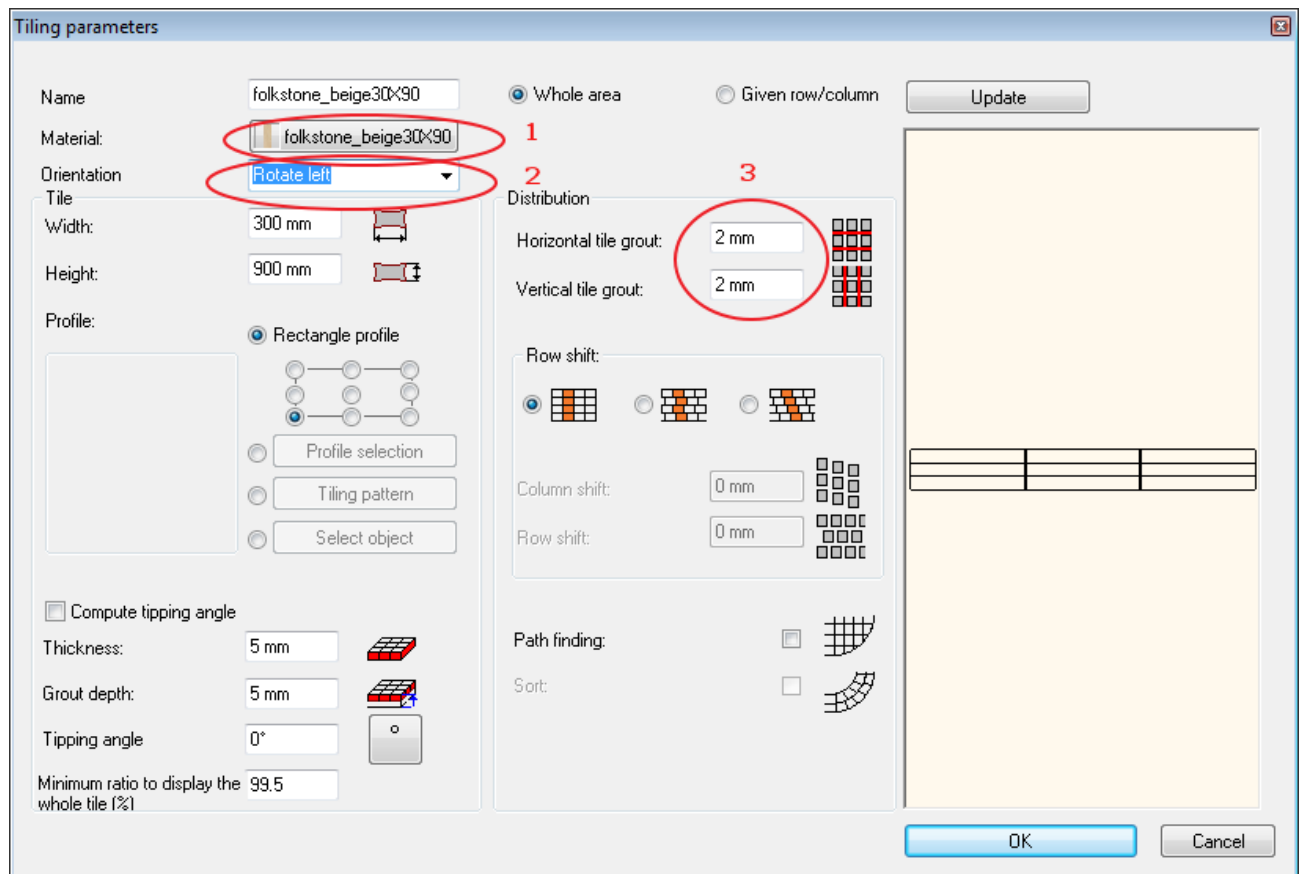 Tiling parameters
Name
folkstone_beige30X90
Whole area
Given row/column
Update
Material:
folkstone_beige30X90
1
Orientation
Rotate left
2
3
Tile
Width:
300 mm
Height:
900 mm
Profile:
Rectangle profile
Profile selection
Tiling pattern
Select object
Compute tipping angle
Thickness:
5 mm
Grout depth:
5 mm
Tipping angle
0°
Minimum ratio to display the
whole tile (%)
99.5
Distribution
Horizontal tile grout:
2 mm
Vertical tile grout:
2 mm
Row shift:
Column shift:
0 mm
Row shift:
0 mm
Path finding:
Sort:
OK
Cancel